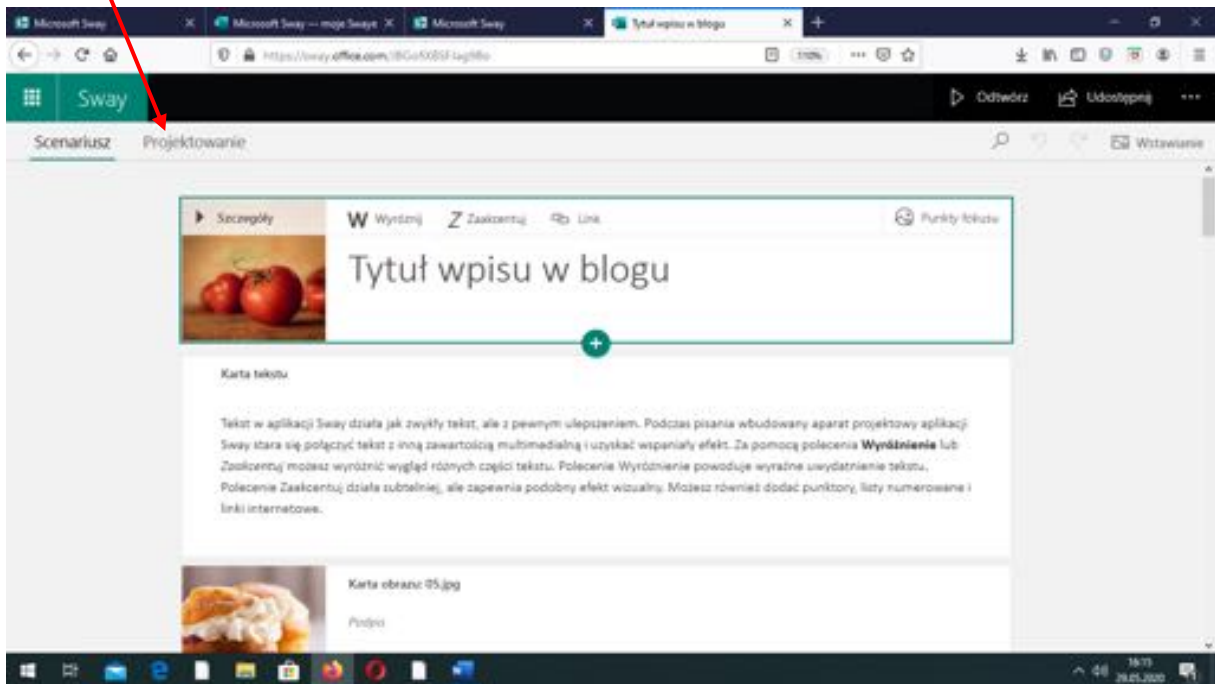 Microsoft Sway
Microsoft Sway — moje Swaye
Microsoft Sway
Tytuł wpisu w blogu
110%
Sway
Odtwórz
Udostępnij
Scenariusz
Projektowanie
Wstawianie
Szczegóły
W Wyróżnij
Z Zaakcentuj
Link
Punkty fokusu
Tytuł wpisu w blogu
Karta tekstu
Tekst w aplikacji Sway działa jak zwykły tekst, ale z pewnym ulepszeniem. Podczas pisania wbudowany aparat projektowy aplikacji
Sway stara się połączyć tekst z inną zawartością multimedialną i uzyskać wspaniały efekt. Za pomocą polecenia Wyróżnienie lub
Zaakcentuj możesz wyróżnić wygląd różnych części tekstu. Polecenie Wyróżnienie powoduje wyraźne uwydatnienie tekstu.
Polecenie Zaakcentuj działa subtelniej, ale zapewnia podobny efekt wizualny. Możesz również dodać punktory, listy numerowane i
linki internetowe.
Karta obrazu: 05.jpg
Podpis
16:15
29.05.2020